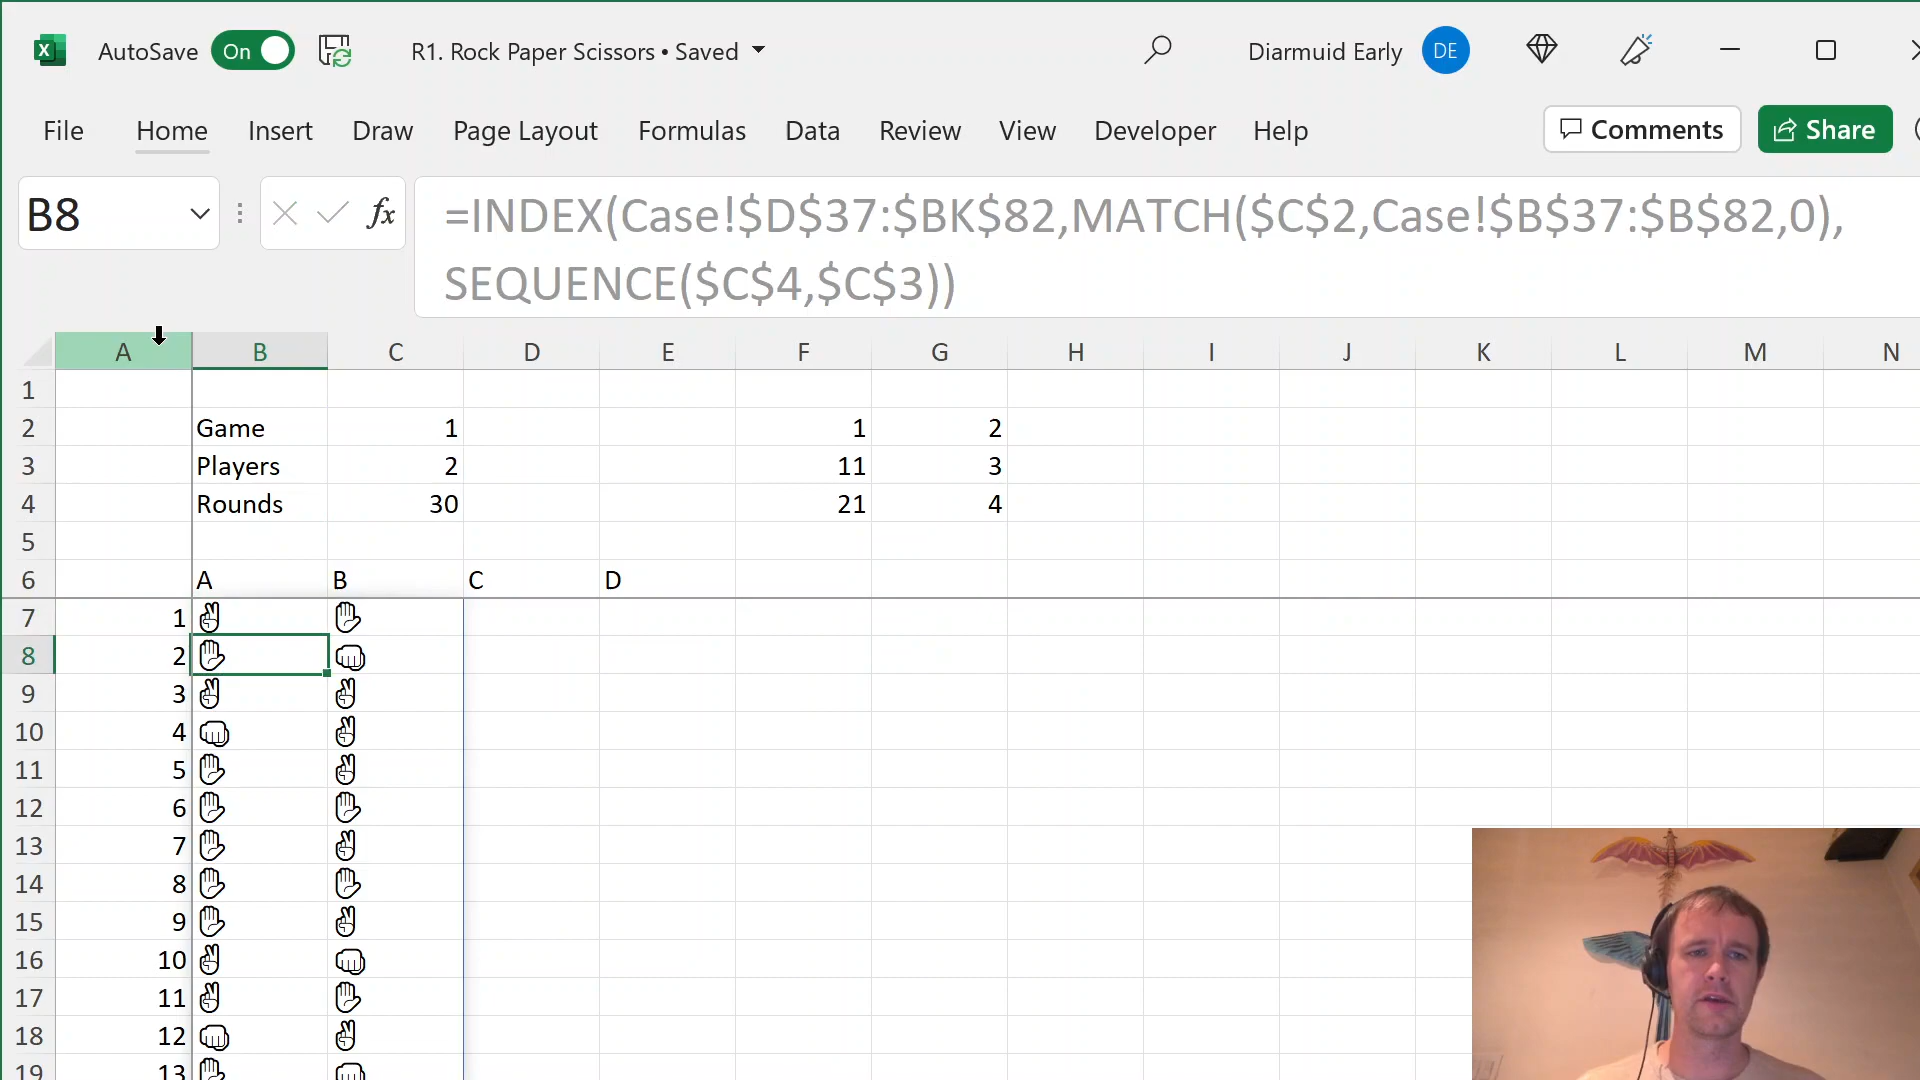 AutoSave On R1. Rock Paper Scissors • Saved Diarmuid Early DE
File Home Insert Draw Page Layout Formulas Data Review View Developer Help Comments Share
B8 fx =INDEX(Case!$D$37:$BK$82,MATCH($C$2,Case!$B$37:$B$82,0),
SEQUENCE($C$4,$C$3))
A B C D E F G H I J K L M N
1
2 Game 1 1 2
3 Players 2 11 3
4 Rounds 30 21 4
5
6 A B C D
7 1 ✌ ✋
8 2 ✋ 👊
9 3 ✌ ✌
10 4 👊 ✌
11 5 ✋ ✌
12 6 ✋ ✋
13 7 ✋ ✌
14 8 ✋ ✋
15 9 ✋ ✌
16 10 ✌ 👊
17 11 ✌ ✋
18 12 👊 ✌
19 13 ✋ 👊